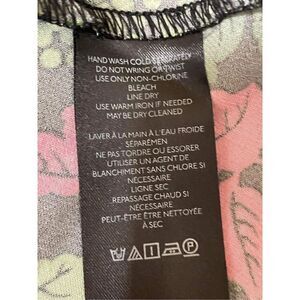 HAND WASH COLD SEPARATELY
DO NOT WRING OR TWIST
USE ONLY NON-CHLORINE
BLEACH
LINE DRY
USE WARM IRON IF NEEDED
MAY BE DRY CLEANED
LAVER À LA MAIN À L'EAU FROIDE
SÉPARÉMEN
NE PAS TORDRE OU ESSORER
UTILISER UN AGENT DE
BLANCHIMENT SANS CHLORE SI
NÉCESSAIRE
LIGNE SEC
REPASSAGE CHAUD SI
NÉCESSAIRE
PEUT-ÊTRE ÊTRE NETTOYÉE
À SEC
P